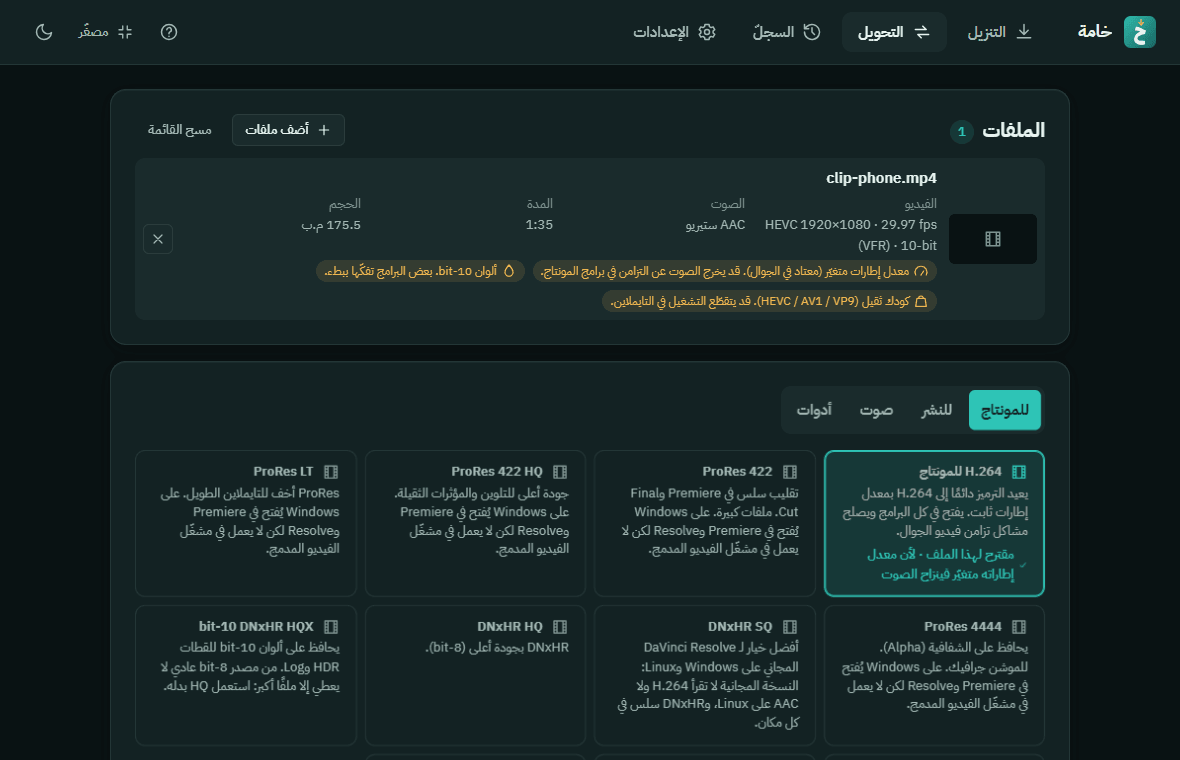 خ
خامة
التنزيل
التحويل
السجلّ
الإعدادات
مصغّر
الملفات 1
+ أضف ملفات
مسح القائمة
clip-phone.mp4
الفيديو
HEVC 1920×1080 · 29.97 fps
(VFR) · 10-bit
الصوت
AAC ستيريو
المدة
1:35
الحجم
175.5 م.ب
معدل إطارات متغيّر (معتاد في الجوال). قد يخرج الصوت عن التزامن في برامج المونتاج.
ألوان 10-bit. بعض البرامج تفكّها ببطء.
كودك ثقيل (HEVC / AV1 / VP9). قد يتقطّع التشغيل في التايملاين.
للمونتاج
للنشر
صوت
أدوات
H.264 للمونتاج
يعيد الترميز دائمًا إلى H.264 بمعدل
إطارات ثابت. يفتح في كل البرامج ويصلح
مشاكل تزامن فيديو الجوال.
مقترح لهذا الملف · لأن معدل
إطاراته متغيّر فينزاح الصوت
ProRes 422
تقليب سلس في Premiere وFinal
Cut. ملفات كبيرة. على Windows
يُفتح في Premiere وResolve لكن لا
يعمل في مشغّل الفيديو المدمج.
ProRes 422 HQ
جودة أعلى للتلوين والمؤثرات الثقيلة.
على Windows يُفتح في Premiere
وResolve لكن لا يعمل في مشغّل
الفيديو المدمج.
ProRes LT
ProRes أخف للتايملاين الطويل. على
Windows يُفتح في Premiere
وResolve لكن لا يعمل في مشغّل
الفيديو المدمج.
ProRes 4444
يحافظ على الشفافية (Alpha).
للموشن جرافيك. على Windows يُفتح
في Premiere وResolve لكن لا يعمل
في مشغّل الفيديو المدمج.
DNxHR SQ
أفضل خيار لـ DaVinci Resolve
المجاني على Windows وLinux:
النسخة المجانية لا تقرأ H.264 ولا
AAC على Linux، وDNxHR سلس في
كل مكان.
DNxHR HQ
DNxHR بجودة أعلى (8-bit).
DNxHR HQX 10-bit
يحافظ على ألوان 10-bit للقطات
HDR وLog. من مصدر 8-bit عادي لا
يعطي إلا ملفًا أكبر: استعمل HQ بدله.